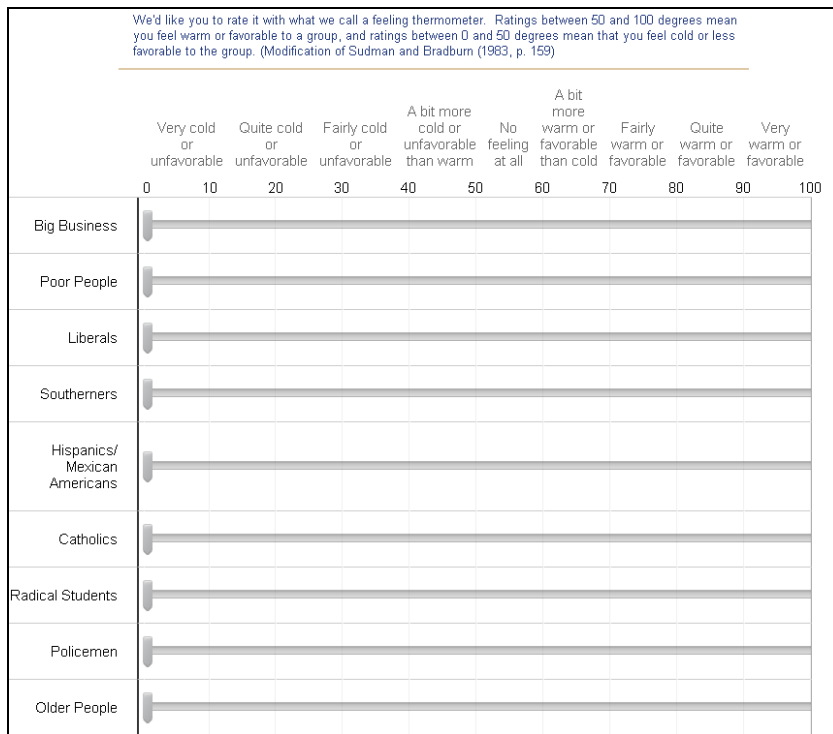 We'd like you to rate it with what we call a feeling thermometer.  Ratings between 50 and 100 degrees mean
you feel warm or favorable to a group, and ratings between 0 and 50 degrees mean that you feel cold or less
favorable to the group. (Modification of Sudman and Bradburn (1983, p. 159)
Very cold or unfavorable
Quite cold or unfavorable
Fairly cold or unfavorable
A bit more cold or unfavorable than warm
No feeling at all
A bit more warm or favorable than cold
Fairly warm or favorable
Quite warm or favorable
Very warm or favorable
0 10 20 30 40 50 60 70 80 90 100
Big Business
Poor People
Liberals
Southerners
Hispanics/
Mexican
Americans
Catholics
Radical Students
Policemen
Older People